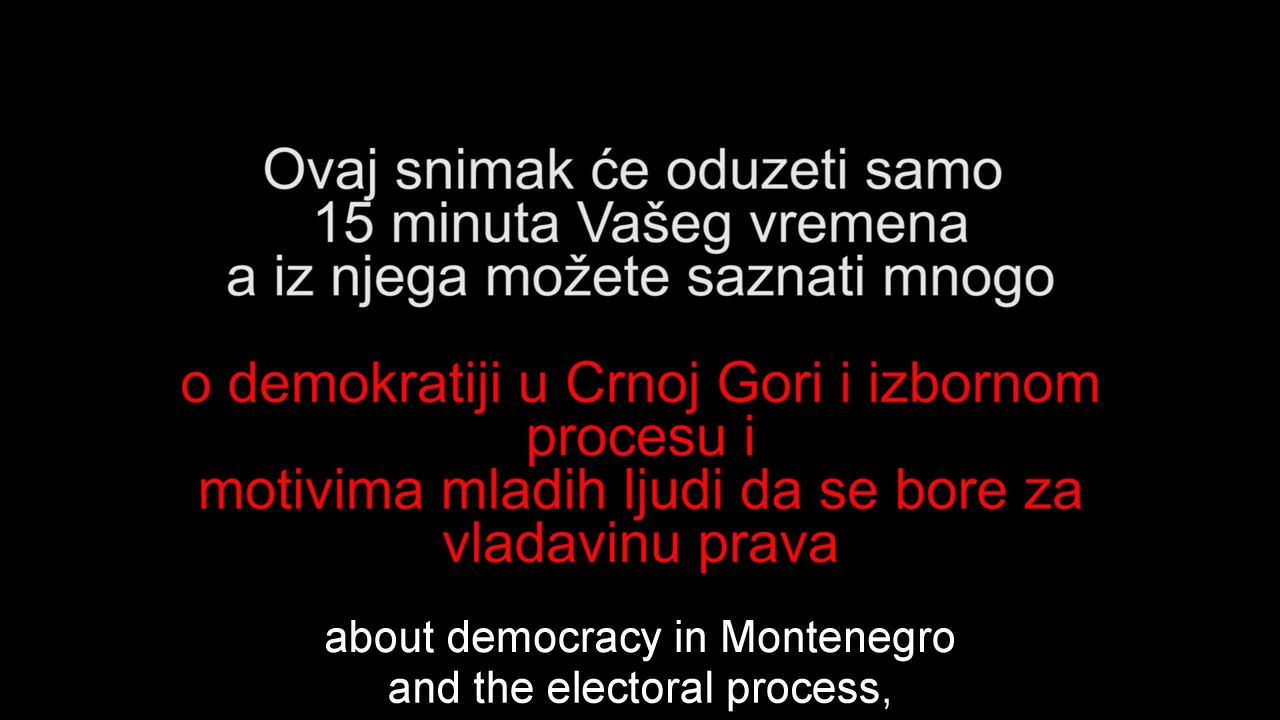 Ovaj snimak će oduzeti samo
15 minuta Vašeg vremena
a iz njega možete saznati mnogo
o demokratiji u Crnoj Gori i izbornom
procesu i
motivima mladih ljudi da se bore za
vladavinu prava
about democracy in Montenegro
and the electoral process,